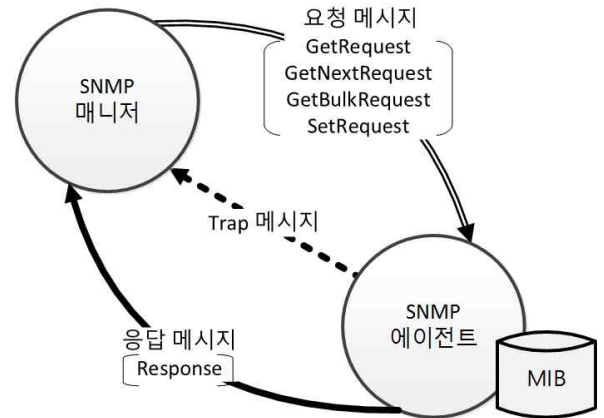 요청 메시지
GetRequest
GetNextRequest
GetBulkRequest
SetRequest
SNMP
매니저
Trap 메시지
SNMP
에이전트
MIB
응답 메시지
Response